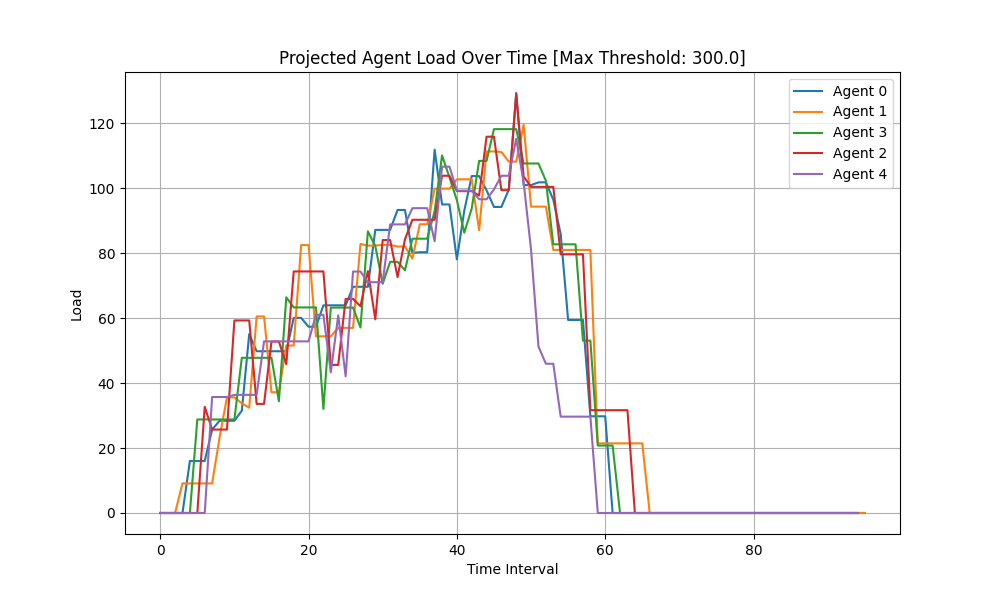 Projected Agent Load Over Time [Max Threshold: 300.0]
Agent 0
Agent 1
Agent 3
Agent 2
Agent 4
120
100
80
60
40
20
0
Load
0 20 40 60 80
Time Interval